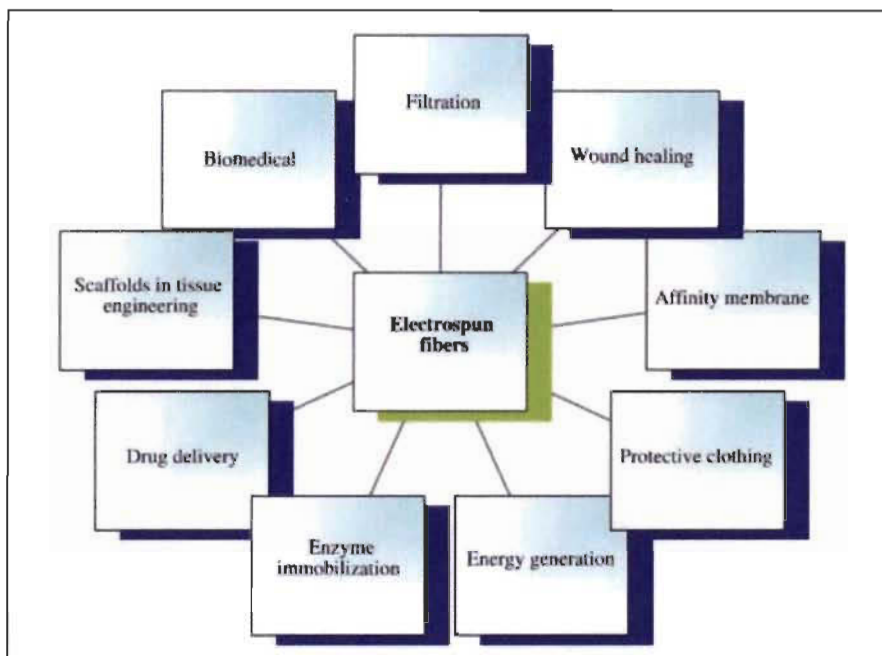 Filtration
Wound healing
Affinity membrane
Protective clothing
Energy generation
Enzyme
immobilization
Drug delivery
Scaffolds in tissue
engineering
Biomedical
Electrospun
fibers